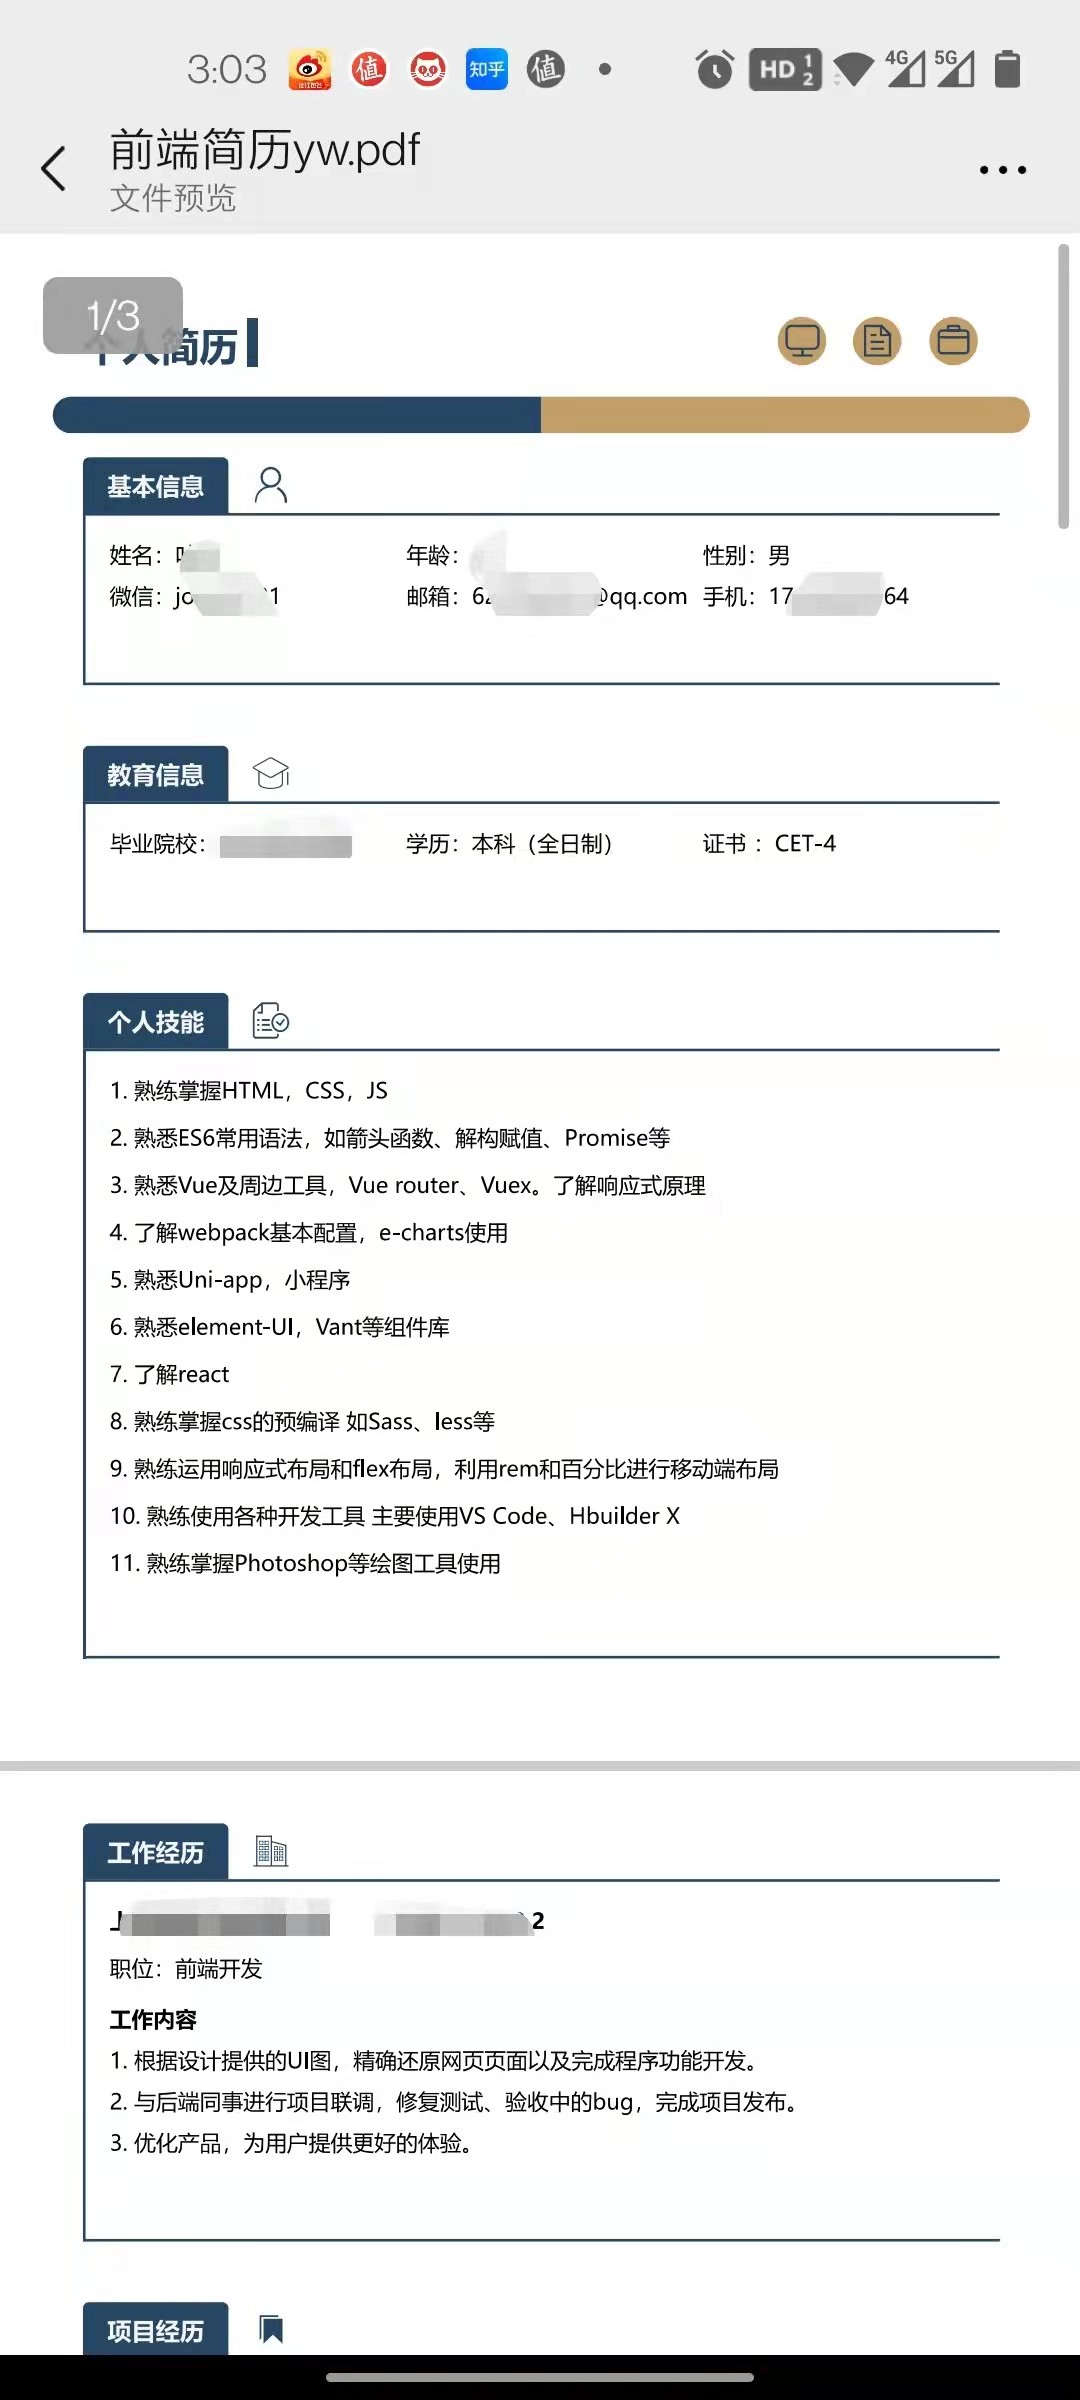 3:03 值 知乎 值 HD 1 2 4G 5G
前端简历yw.pdf
文件预览
1/3
个人简历
基本信息
姓名： 年龄： 性别：男
微信：jo 1 邮箱：62 @qq.com 手机：17 64
教育信息
毕业院校： 学历：本科（全日制） 证书 ：CET-4
个人技能
1. 熟练掌握HTML，CSS，JS
2. 熟悉ES6常用语法，如箭头函数、解构赋值、Promise等
3. 熟悉Vue及周边工具，Vue router、Vuex。了解响应式原理
4. 了解webpack基本配置，e-charts使用
5. 熟悉Uni-app，小程序
6. 熟悉element-UI，Vant等组件库
7. 了解react
8. 熟练掌握css的预编译 如Sass、less等
9. 熟练运用响应式布局和flex布局，利用rem和百分比进行移动端布局
10. 熟练使用各种开发工具 主要使用VS Code、Hbuilder X
11. 熟练掌握Photoshop等绘图工具使用
工作经历
2
职位：前端开发
工作内容
1. 根据设计提供的UI图，精确还原网页页面以及完成程序功能开发。
2. 与后端同事进行项目联调，修复测试、验收中的bug，完成项目发布。
3. 优化产品，为用户提供更好的体验。
项目经历